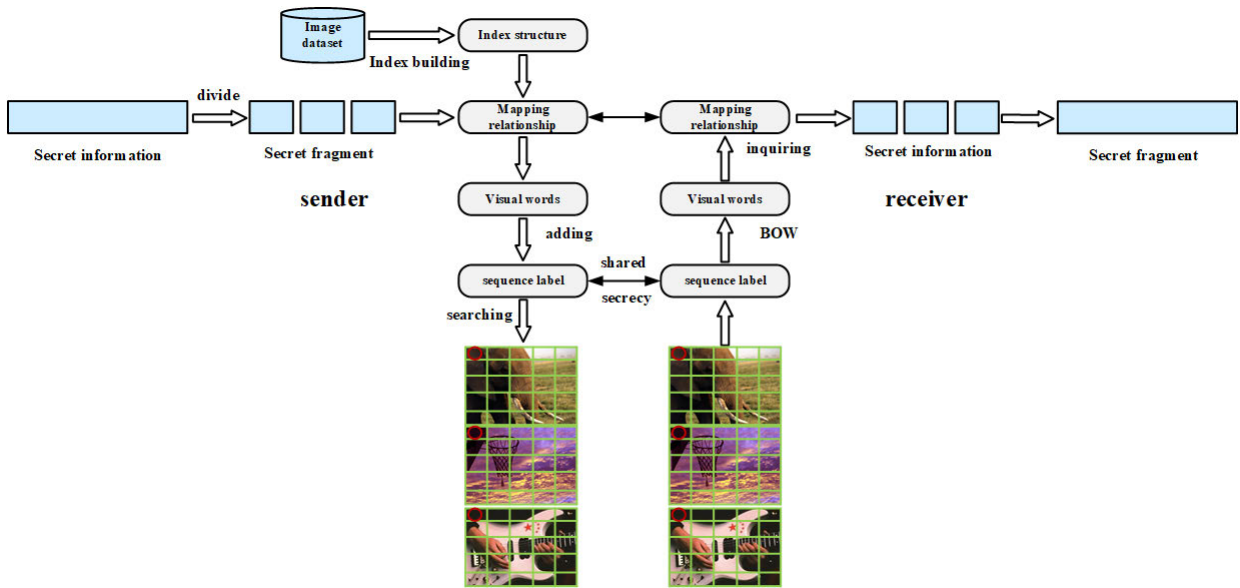 Image
dataset
Index structure
Index building
divide
Mapping
relationship
Mapping
relationship
inquiring
Secret information
Secret fragment
Secret information
Secret fragment
sender
Visual words
Visual words
receiver
adding
BOW
shared
sequence label
sequence label
secrecy
searching